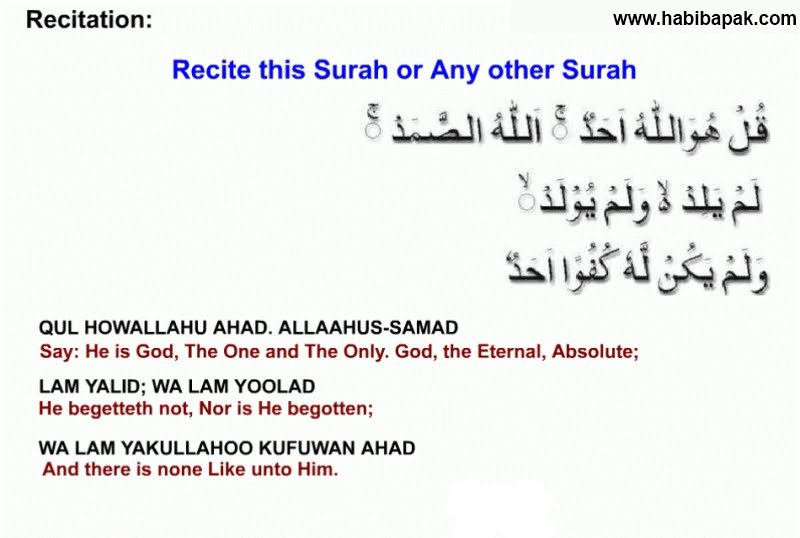 www.habibapak.com
Recitation:
Recite this Surah or Any other Surah
قُلْ هُوَ اللّٰهُ اَحَدٌ ۚ اَللّٰهُ الصَّمَدُ ۚ
لَمْ يَلِدْ ۙ وَلَمْ يُوْلَدْ ۙ
وَلَمْ يَكُنْ لَّهٗ كُفُوًا اَحَدٌ
QUL HOWALLAHU AHAD. ALLAAHUS-SAMAD
Say: He is God, The One and The Only. God, the Eternal, Absolute;
LAM YALID; WA LAM YOOLAD
He begetteth not, Nor is He begotten;
WA LAM YAKULLAHOO KUFUWAN AHAD
And there is none Like unto Him.